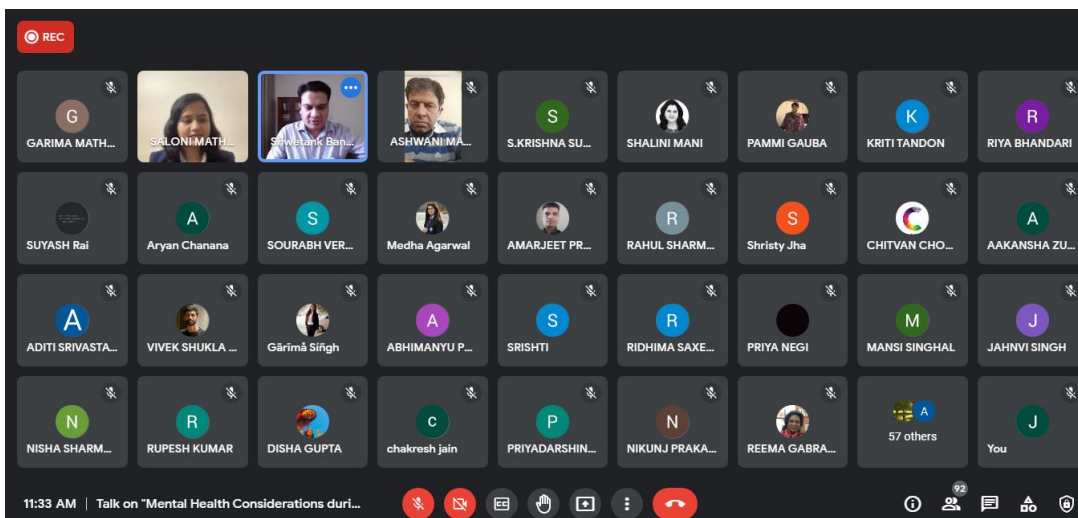 REC
G
GARIMA MATH...
SALONI MATH...
Shwetank Ban...
ASHWANI MA...
S
S.KRISHNA SU...
SHALINI MANI
PAMMI GAUBA
K
KRITI TANDON
R
RIYA BHANDARI
SUYASH Rai
A
Aryan Chanana
S
SOURABH VER...
Medha Agarwal
AMARJEET PR...
R
RAHUL SHARM...
S
Shristy Jha
C
CHITVAN CHO...
A
AAKANSHA ZU...
A
ADITI SRIVASTA...
VIVEK SHUKLA ...
Gãrïmå Sïñgh
A
ABHIMANYU P...
S
SRISHTI
R
RIDHIMA SAXE...
PRIYA NEGI
M
MANSI SINGHAL
J
JAHNVI SINGH
N
NISHA SHARM...
R
RUPESH KUMAR
DISHA GUPTA
c
chakresh jain
P
PRIYADARSHIN...
N
NIKUNJ PRAKA...
REEMA GABRA...
A
57 others
J
You
11:33 AM | Talk on "Mental Health Considerations duri...
CC
92